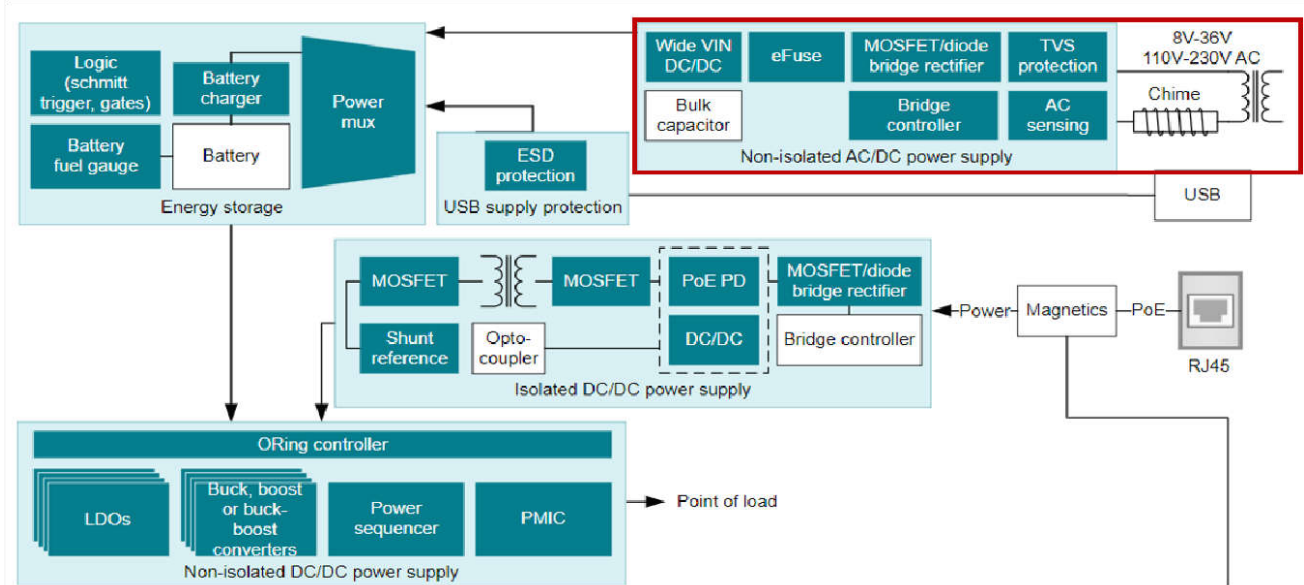 Logic
(schmitt
trigger, gates)
Battery
charger
Power
mux
Battery
fuel gauge
Battery
Energy storage
ESD
protection
USB supply protection
Wide VIN
DC/DC
eFuse
MOSFET/diode
bridge rectifier
TVS
protection
Bulk
capacitor
Bridge
controller
AC
sensing
Non-isolated AC/DC power supply
8V-36V
110V-230V AC
Chime
USB
MOSFET
MOSFET
PoE PD
MOSFET/diode
bridge rectifier
Shunt
reference
Opto-
coupler
DC/DC
Bridge controller
Isolated DC/DC power supply
Power
Magnetics
PoE
RJ45
ORing controller
LDOs
Buck, boost
or buck-
boost
converters
Power
sequencer
PMIC
Point of load
Non-isolated DC/DC power supply